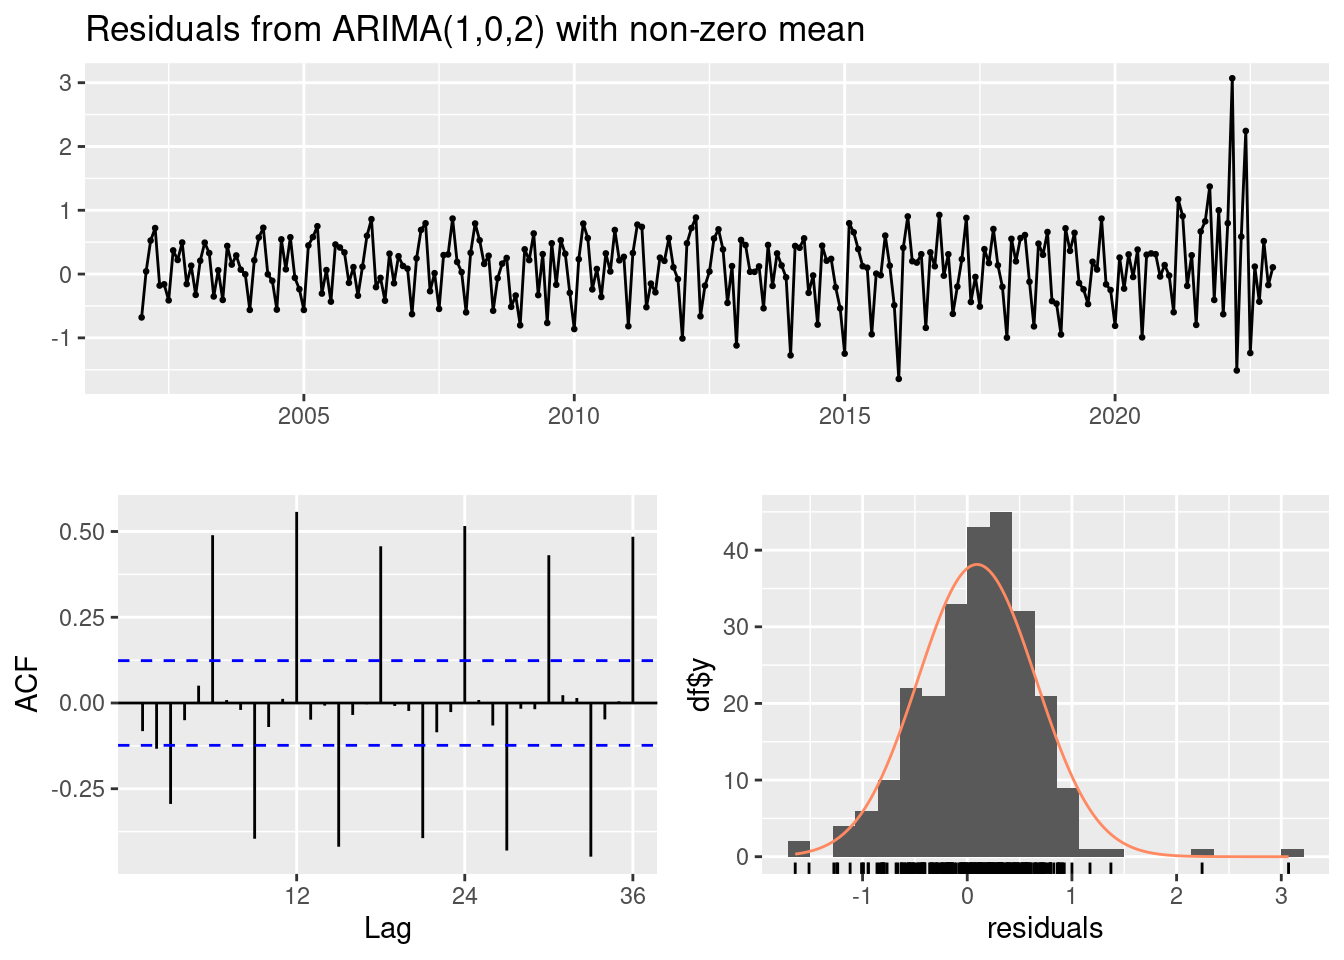 Residuals from ARIMA(1,0,2) with non-zero mean
3
2
1
0
-1
2005 2010 2015 2020
0.50
0.25
0.00
-0.25
ACF
12 24 36
Lag
40
30
20
10
0
df$y
-1 0 1 2 3
residuals